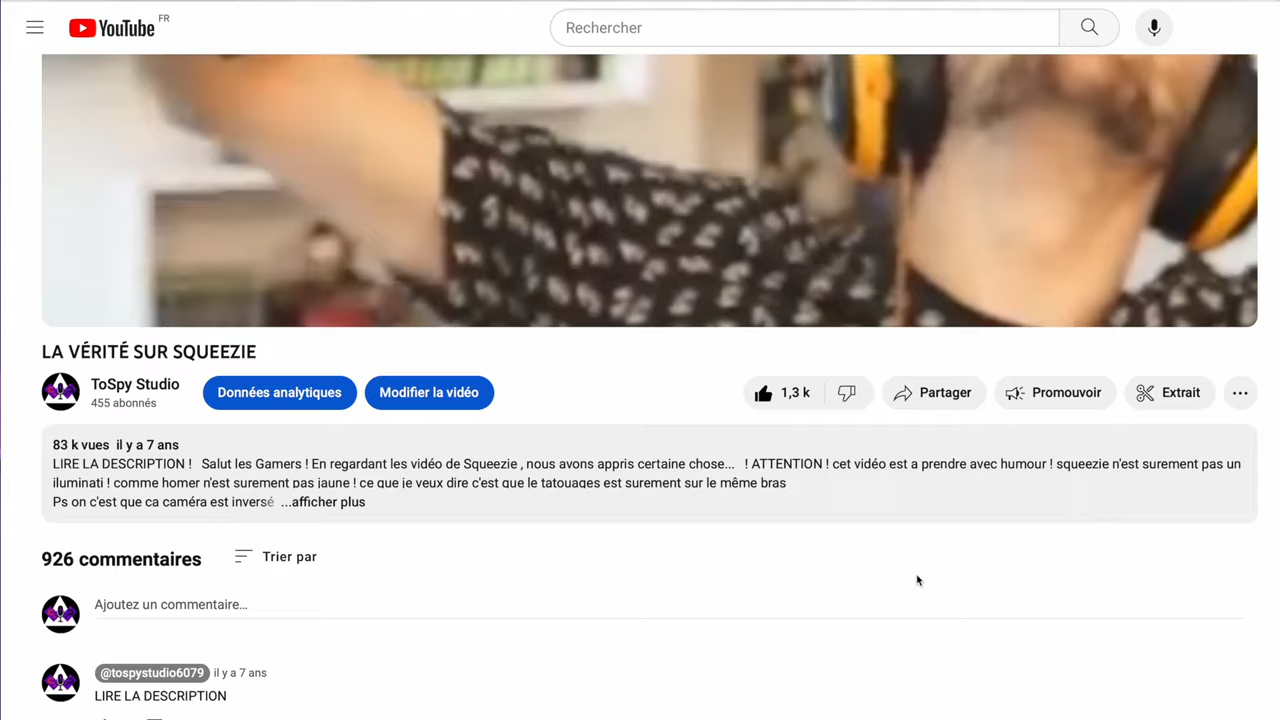 YouTube FR
Rechercher
LA VÉRITÉ SUR SQUEEZIE
ToSpy Studio
455 abonnés
Données analytiques
Modifier la vidéo
1,3 k
Partager
Promouvoir
Extrait
83 k vues il y a 7 ans
LIRE LA DESCRIPTION ! Salut les Gamers ! En regardant les vidéo de Squeezie , nous avons appris certaine chose... ! ATTENTION ! cet vidéo est a prendre avec humour ! squeezie n'est surement pas un
iluminati ! comme homer n'est surement pas jaune ! ce que je veux dire c'est que le tatouages est surement sur le même bras
Ps on c'est que ca caméra est inversé ...afficher plus
926 commentaires
Trier par
Ajoutez un commentaire...
@tospystudio6079 il y a 7 ans
LIRE LA DESCRIPTION